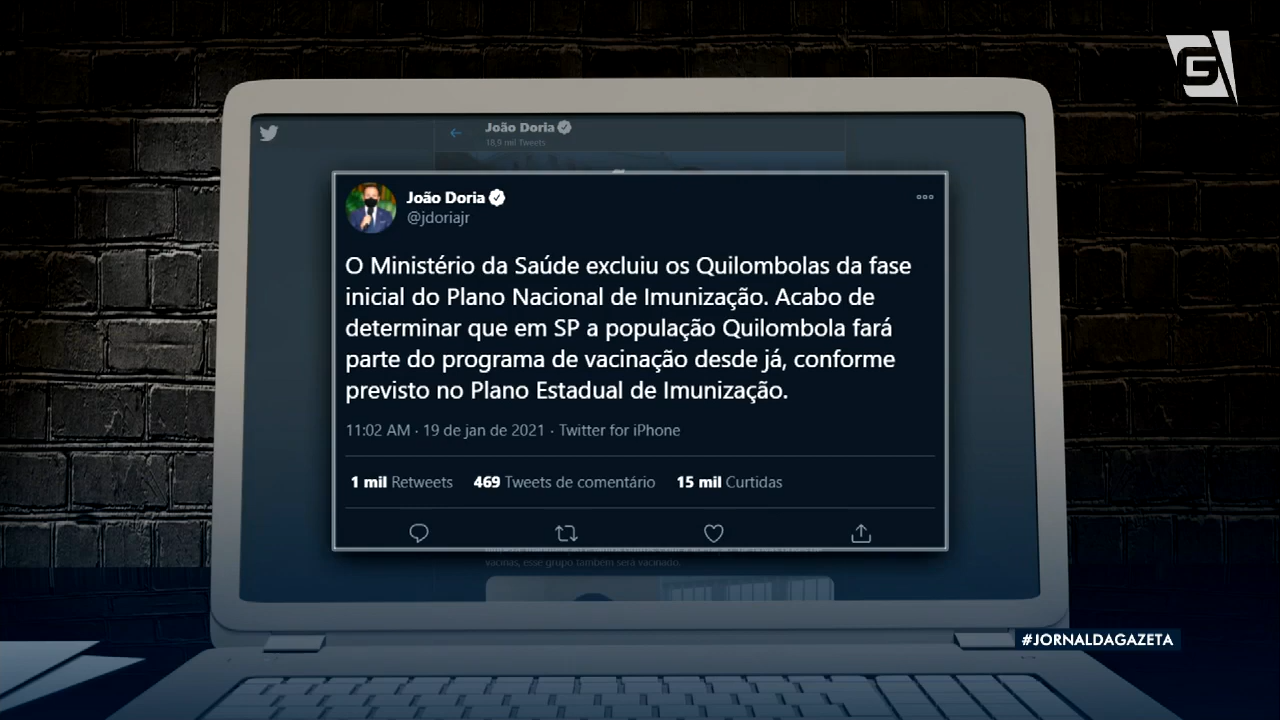 João Doria
18,9 mil Tweets
João Doria
@jdoriajr
O Ministério da Saúde excluiu os Quilombolas da fase
inicial do Plano Nacional de Imunização. Acabo de
determinar que em SP a população Quilombola fará
parte do programa de vacinação desde já, conforme
previsto no Plano Estadual de Imunização.
11:02 AM · 19 de jan de 2021 · Twitter for iPhone
1 mil Retweets 469 Tweets de comentário 15 mil Curtidas
vacinas, esse grupo também será vacinado.
#JORNALDAGAZETA
G